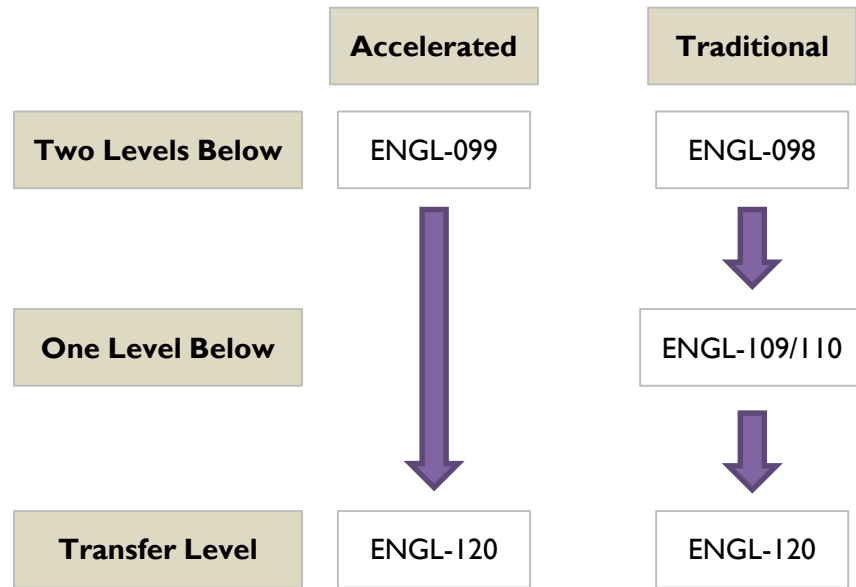 Accelerated
Traditional
Two Levels Below
ENGL-099
ENGL-098
One Level Below
ENGL-109/110
Transfer Level
ENGL-120
ENGL-120